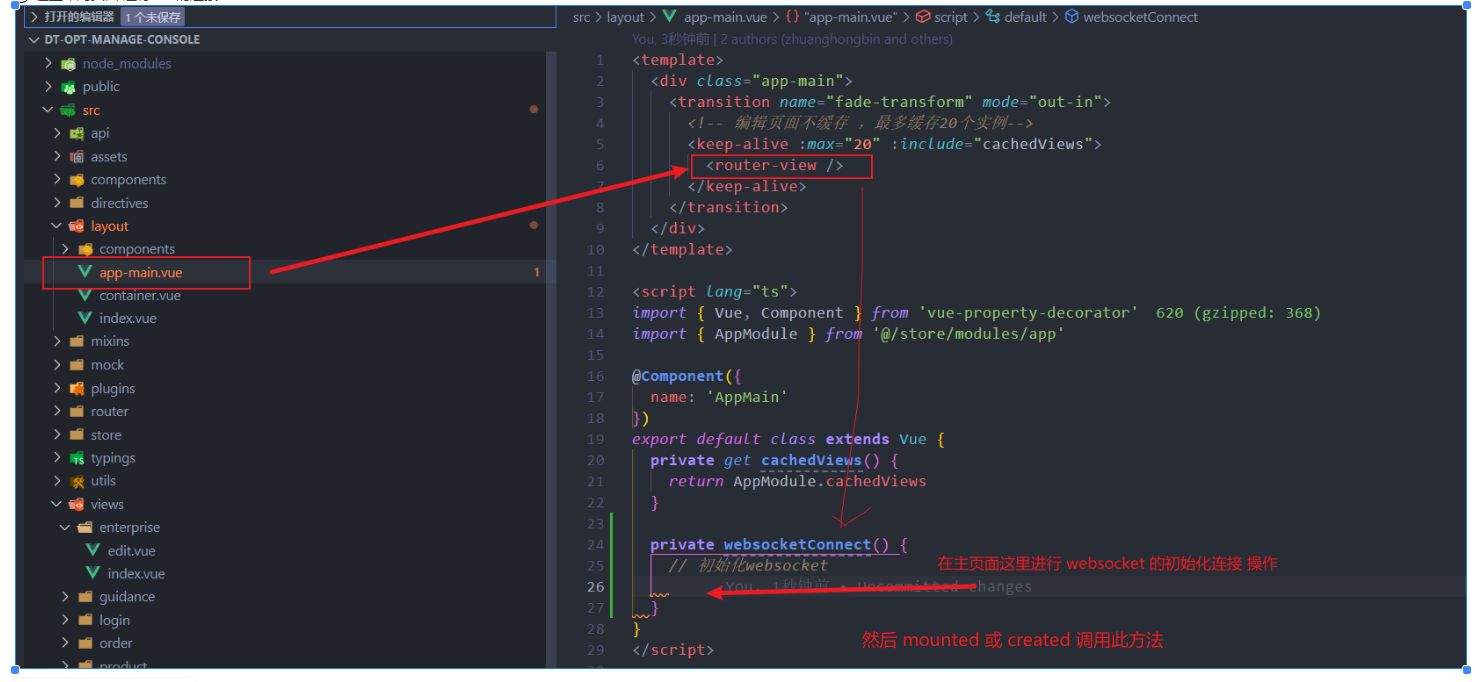 打开的编辑器 1 个未保存
DT-OPT-MANAGE-CONSOLE
node_modules
public
src
api
assets
components
directives
layout
components
app-main.vue 1
container.vue
index.vue
mixins
mock
plugins
router
store
typings
utils
views
enterprise
edit.vue
index.vue
guidance
login
order
product
src > layout > app-main.vue > {} "app-main.vue" > script > default > websocketConnect
You, 3秒钟前 | 2 authors (zhuanghongbin and others)
1 <template>
2 <div class="app-main">
3 <transition name="fade-transform" mode="out-in">
4 <!-- 编辑页面不缓存 , 最多缓存20个实例-->
5 <keep-alive :max="20" :include="cachedViews">
6 <router-view />
7 </keep-alive>
8 </transition>
9 </div>
10 </template>
11
12 <script lang="ts">
13 import { Vue, Component } from 'vue-property-decorator' 620 (gzipped: 368)
14 import { AppModule } from '@/store/modules/app'
15
16 @Component({
17 name: 'AppMain'
18 })
19 export default class extends Vue {
20 private get cachedViews() {
21 return AppModule.cachedViews
22 }
23
24 private websocketConnect() {
在主页面这里进行 websocket 的初始化连接 操作
25 // 初始化websocket
26 You, 1秒钟前 • Uncommitted changes
27 }
28 }
然后 mounted 或 created 调用此方法
29 </script>